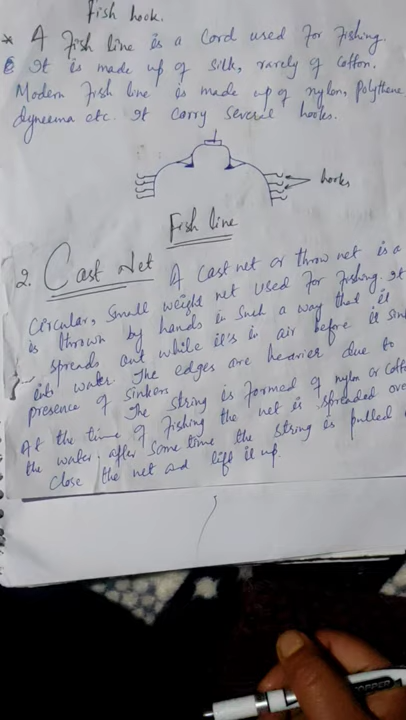 Fish hook.
* A Fish line is a cord used for fishing.
It is made up of silk, rarely of cotton.
Modern Fish line is made up of nylon, polythene
dyneema etc. It carry several hooks.
hooks
Fish line
2. Cast Net A cast net or throw net is a
circular, small weight net used for fishing. It
is thrown by hands in such a way that it
spreads out while it's in air before it sink
into water. The edges are heavier due to
presence of sinkers. The string is formed of nylon or cotto
At the time of fishing the net is spreaded over
the water, after some time the string is pulled
close the net and lift it up.